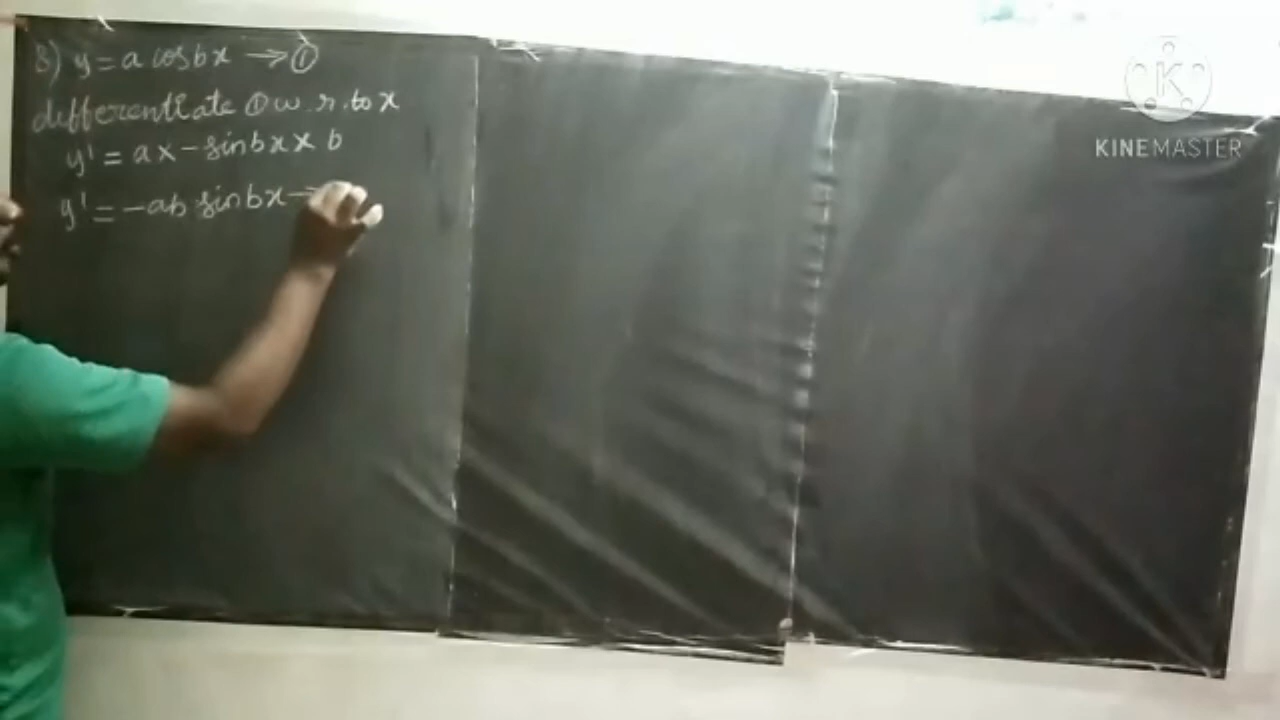 8) y = a cos bx → ①
differentiate ① w.r.to x
y' = a x - sin bx x b
y' = -ab sin bx →
K
KINEMASTER